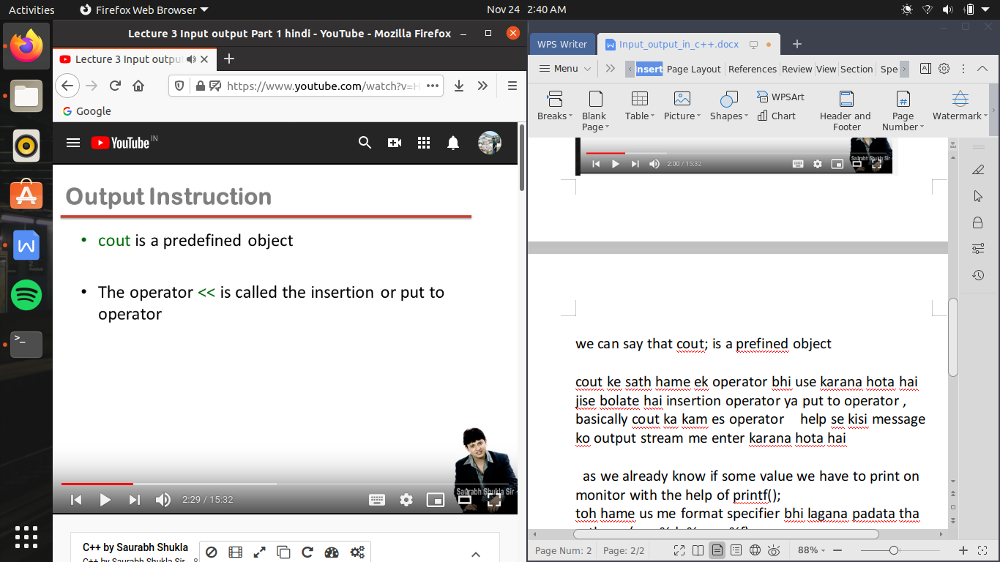 Activities
Firefox Web Browser
Nov 24 2:40 AM
Lecture 3 Input output Part 1 hindi - YouTube - Mozilla Firefox
Lecture 3 Input outpu
https://www.youtube.com/watch?v=H
Google
YouTube IN
Output Instruction
• cout is a predefined object
• The operator << is called the insertion or put to
operator
Saurabh Shukla Sir
2:29 / 15:32
C++ by Saurabh Shukla
C++ by Saurabh Shukla Sir
WPS Writer
Input_output_in_c++.docx
Menu
Insert
Page Layout
References
Review
View
Section
Spe
Breaks
Blank
Page
Table
Picture
Shapes
WPSArt
Chart
Header and
Footer
Page
Number
Watermark
Saurabh Shukla Sir
2:00 / 15:32
we can say that cout; is a prefined object
cout ke sath hame ek operator bhi use karana hota hai
jise bolate hai insertion operator ya put to operator ,
basically cout ka kam es operator help se kisi message
ko output stream me enter karana hota hai
as we already know if some value we have to print on
monitor with the help of printf();
toh hame us me format specifier bhi lagana padata tha
Page Num: 2
Page: 2/2
88%